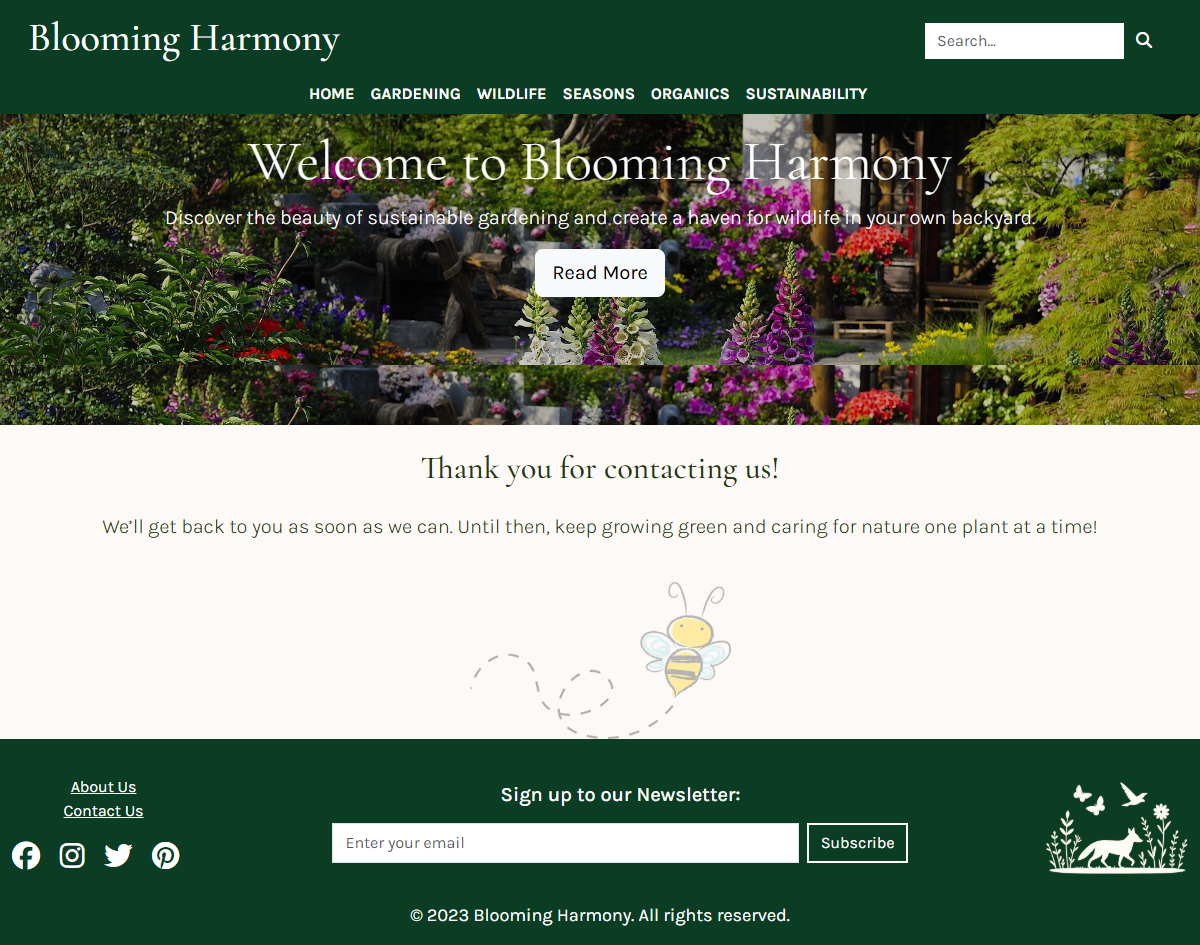 Blooming Harmony
Search...
HOME GARDENING WILDLIFE SEASONS ORGANICS SUSTAINABILITY
Welcome to Blooming Harmony
Discover the beauty of sustainable gardening and create a haven for wildlife in your own backyard.
Read More
Thank you for contacting us!
We’ll get back to you as soon as we can. Until then, keep growing green and caring for nature one plant at a time!
About Us
Contact Us
Sign up to our Newsletter:
Enter your email
Subscribe
© 2023 Blooming Harmony. All rights reserved.